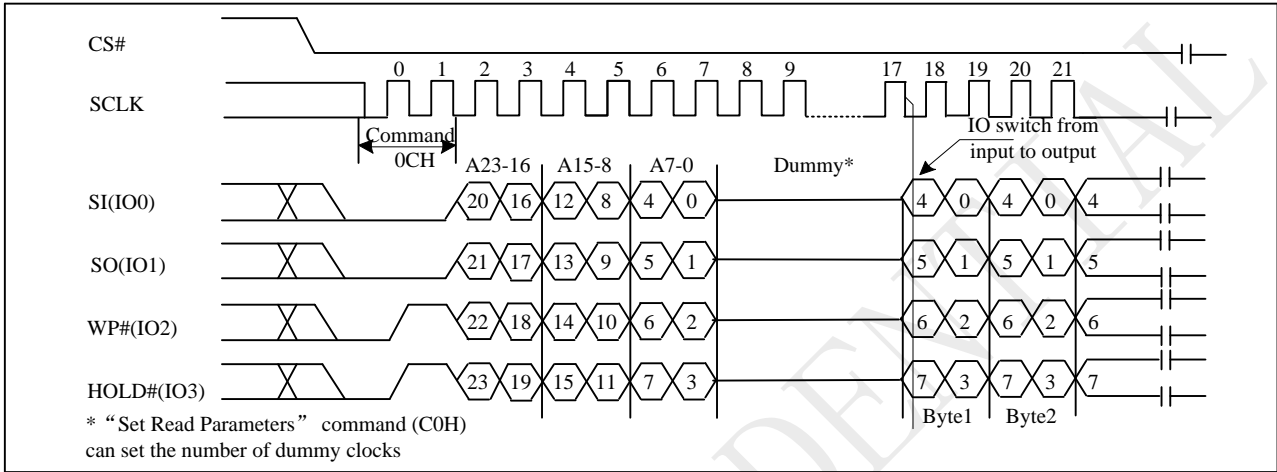 CS#
0 1 2 3 4 5 6 7 8 9 17 18 19 20 21
SCLK
Command
0CH
IO switch from
input to output
A23-16 A15-8 A7-0 Dummy*
SI(IO0) 20 16 12 8 4 0 4 0 4 0 4
SO(IO1) 21 17 13 9 5 1 5 1 5 1 5
WP#(IO2) 22 18 14 10 6 2 6 2 6 2 6
HOLD#(IO3) 23 19 15 11 7 3 7 3 7 3 7
Byte1 Byte2
* “Set Read Parameters” command (C0H)
can set the number of dummy clocks
DENTIAL